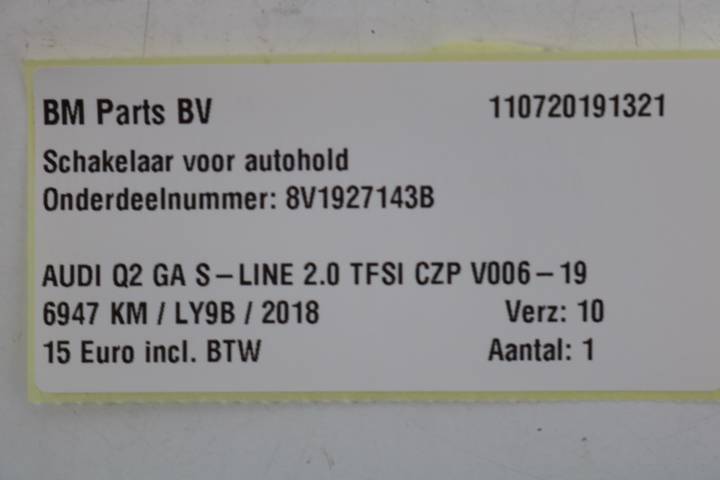 BM Parts BV 110720191321
Schakelaar voor autohold
Onderdeelnummer: 8V1927143B
AUDI Q2 GA S-LINE 2.0 TFSI CZP V006-19
6947 KM / LY9B / 2018 Verz: 10
15 Euro incl. BTW Aantal: 1